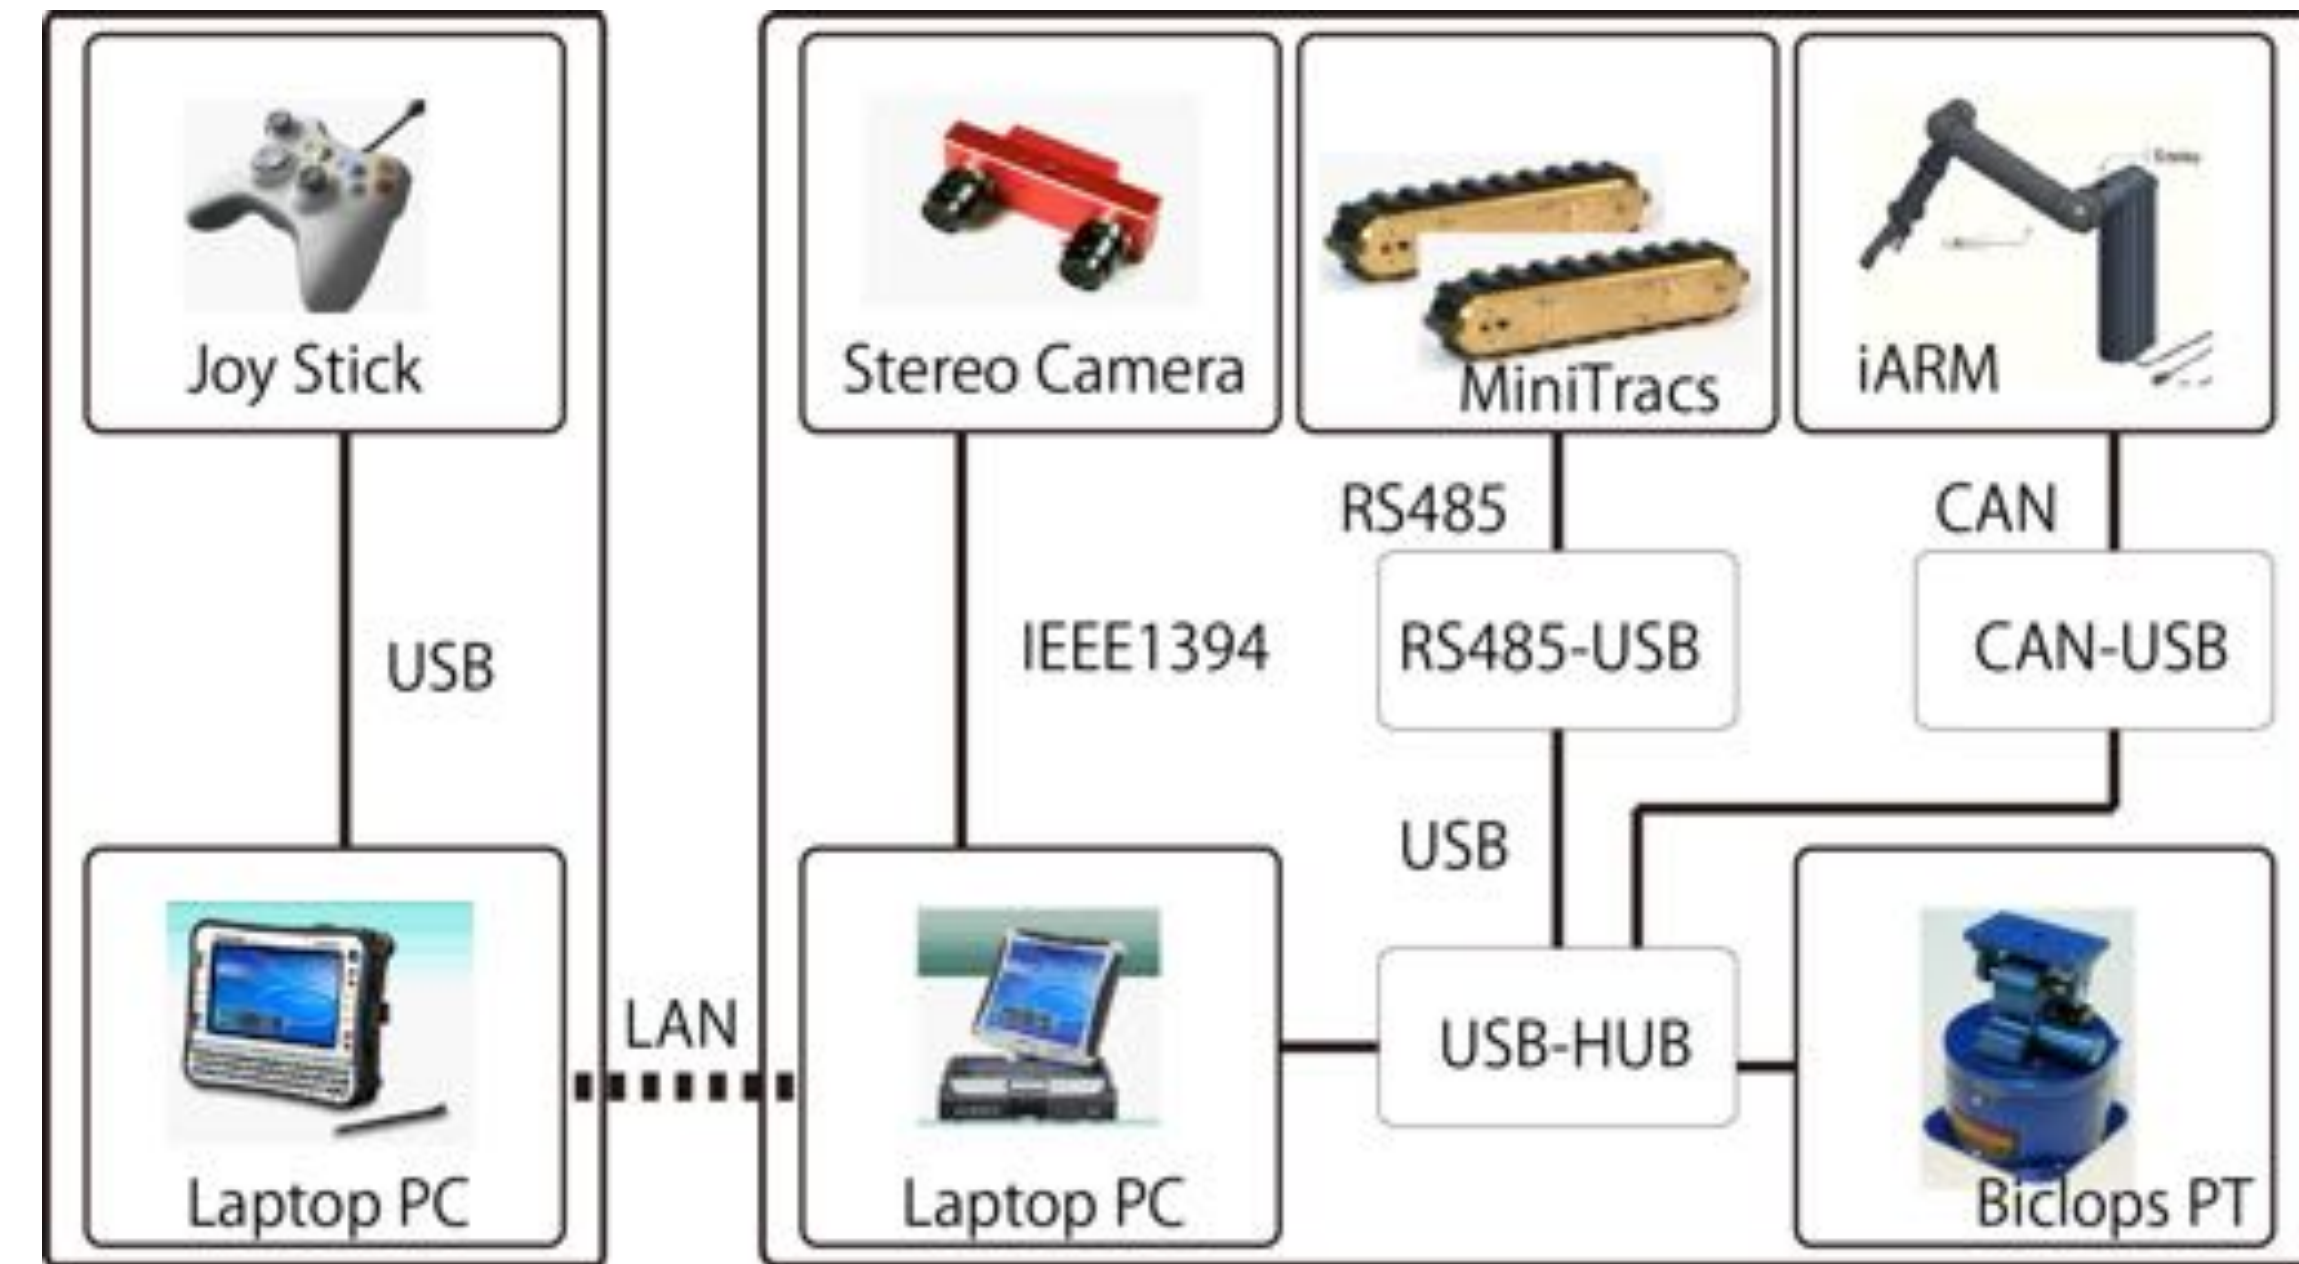 Joy Stick
Stereo Camera
MiniTracs
iARM
RS485
CAN
USB
IEEE1394
RS485-USB
CAN-USB
USB
LAN
USB-HUB
Laptop PC
Laptop PC
Biclops PT